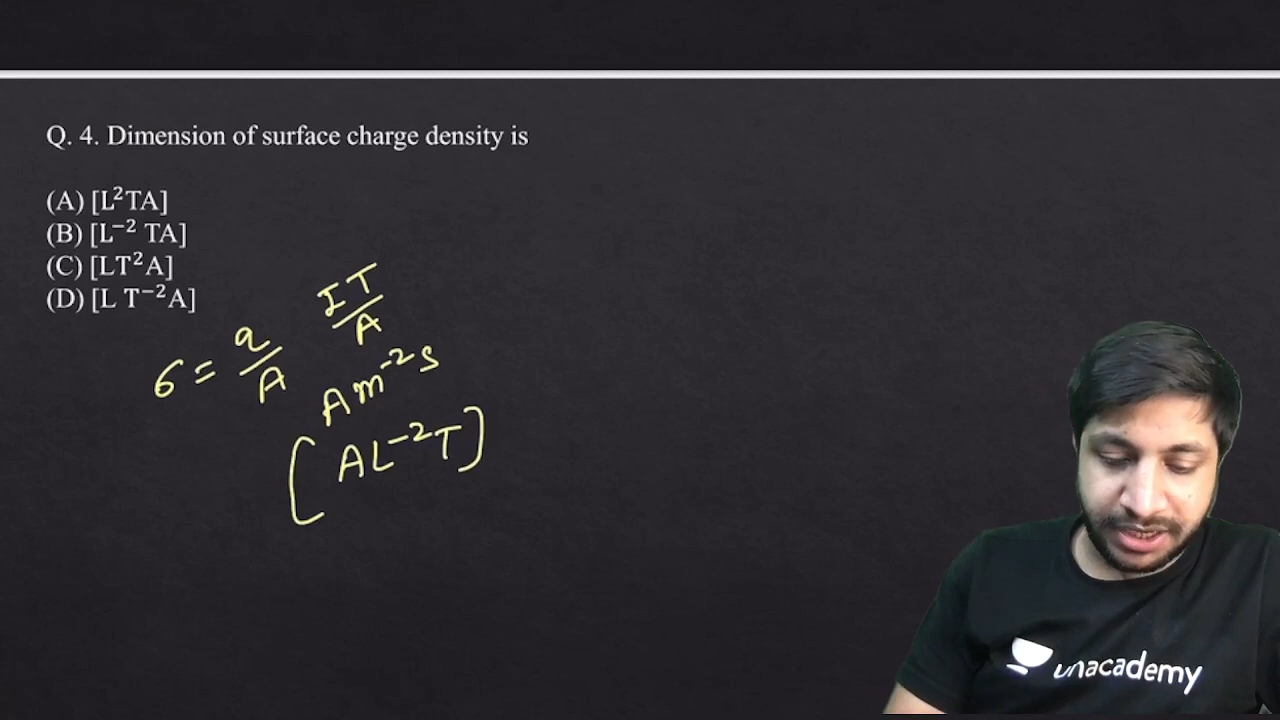 Q. 4. Dimension of surface charge density is
(A) [L²TA]
(B) [L⁻² TA]
(C) [LT²A]
(D) [L T⁻²A]
6 = q/A
IT/A
Am⁻²s
[AL⁻²T]
unacademy